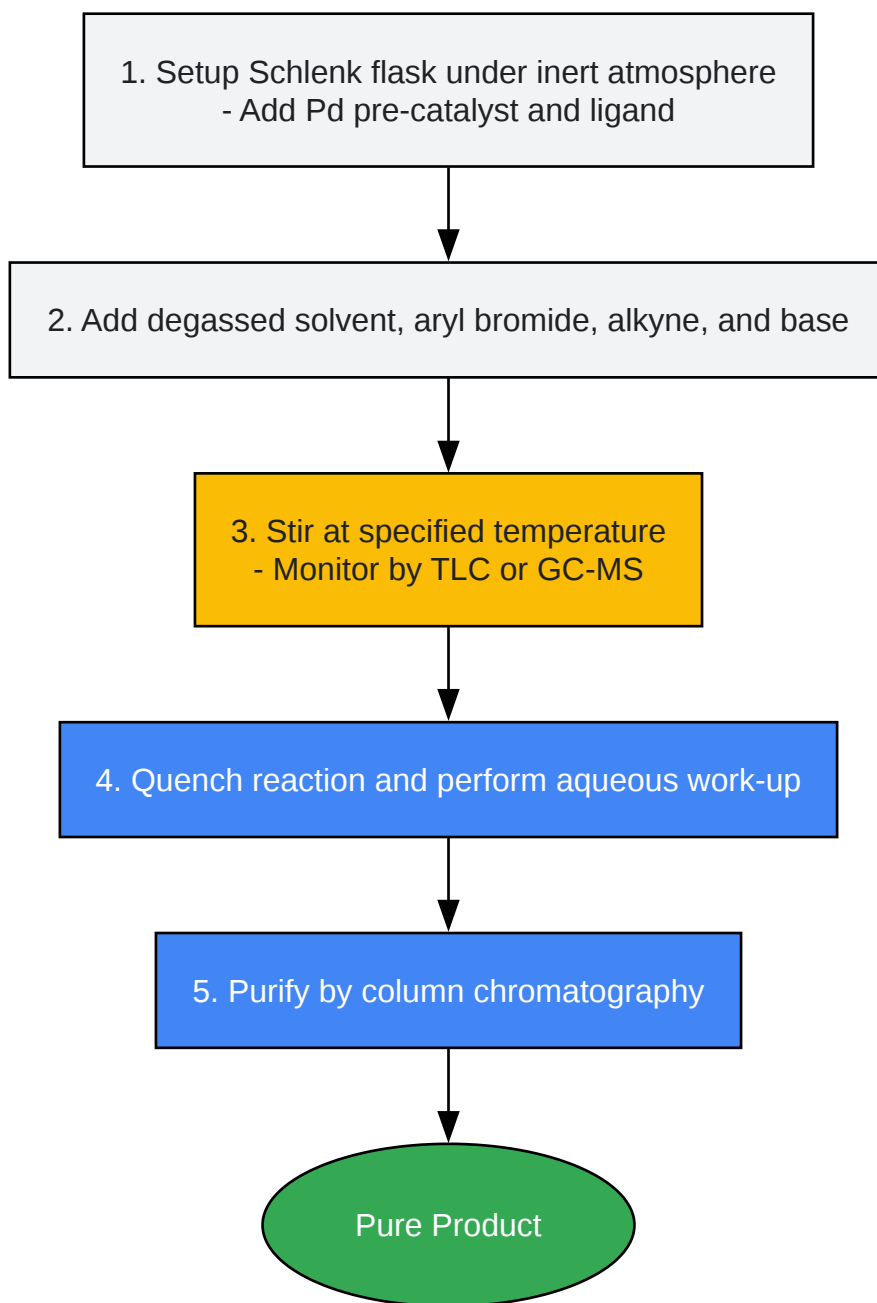 1. Setup Schlenk flask under inert atmosphere
- Add Pd pre-catalyst and ligand
2. Add degassed solvent, aryl bromide, alkyne, and base
3. Stir at specified temperature
- Monitor by TLC or GC-MS
4. Quench reaction and perform aqueous work-up
5. Purify by column chromatography
Pure Product